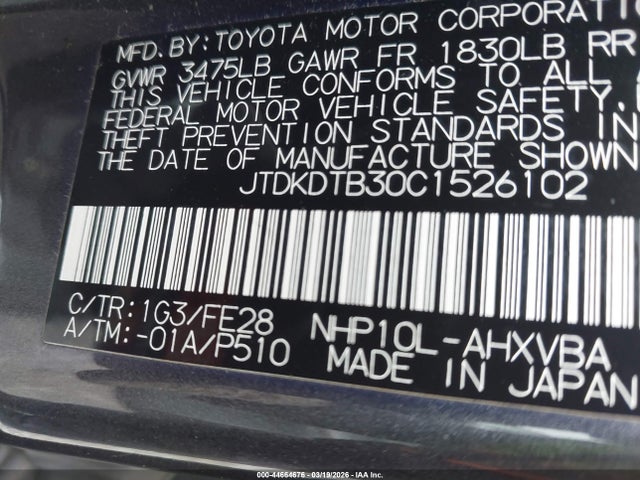 MFD. BY: TOYOTA MOTOR CORPORATION
GVWR 3475LB GAWR FR 1830LB RR
THIS VEHICLE CONFORMS TO ALL
FEDERAL MOTOR VEHICLE SAFETY,
THEFT PREVENTION STANDARDS IN
THE DATE OF MANUFACTURE SHOWN
JTDKDTB30C1526102
C/TR: 1G3/FE28 NHP10L-AHXVBA
A/TM: -01A/P510 MADE IN JAPAN
000-44664676 - 03/19/2026 - IAA Inc.